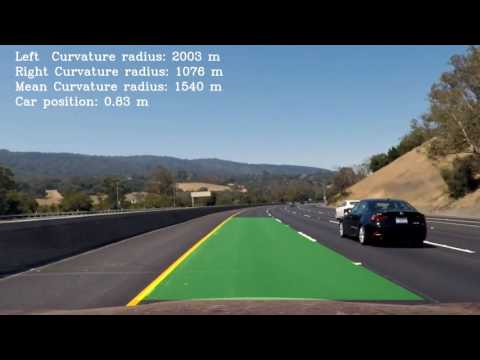 Left  Curvature radius: 2003 m
Right Curvature radius: 1076 m
Mean Curvature radius: 1540 m
Car position: 0.83 m